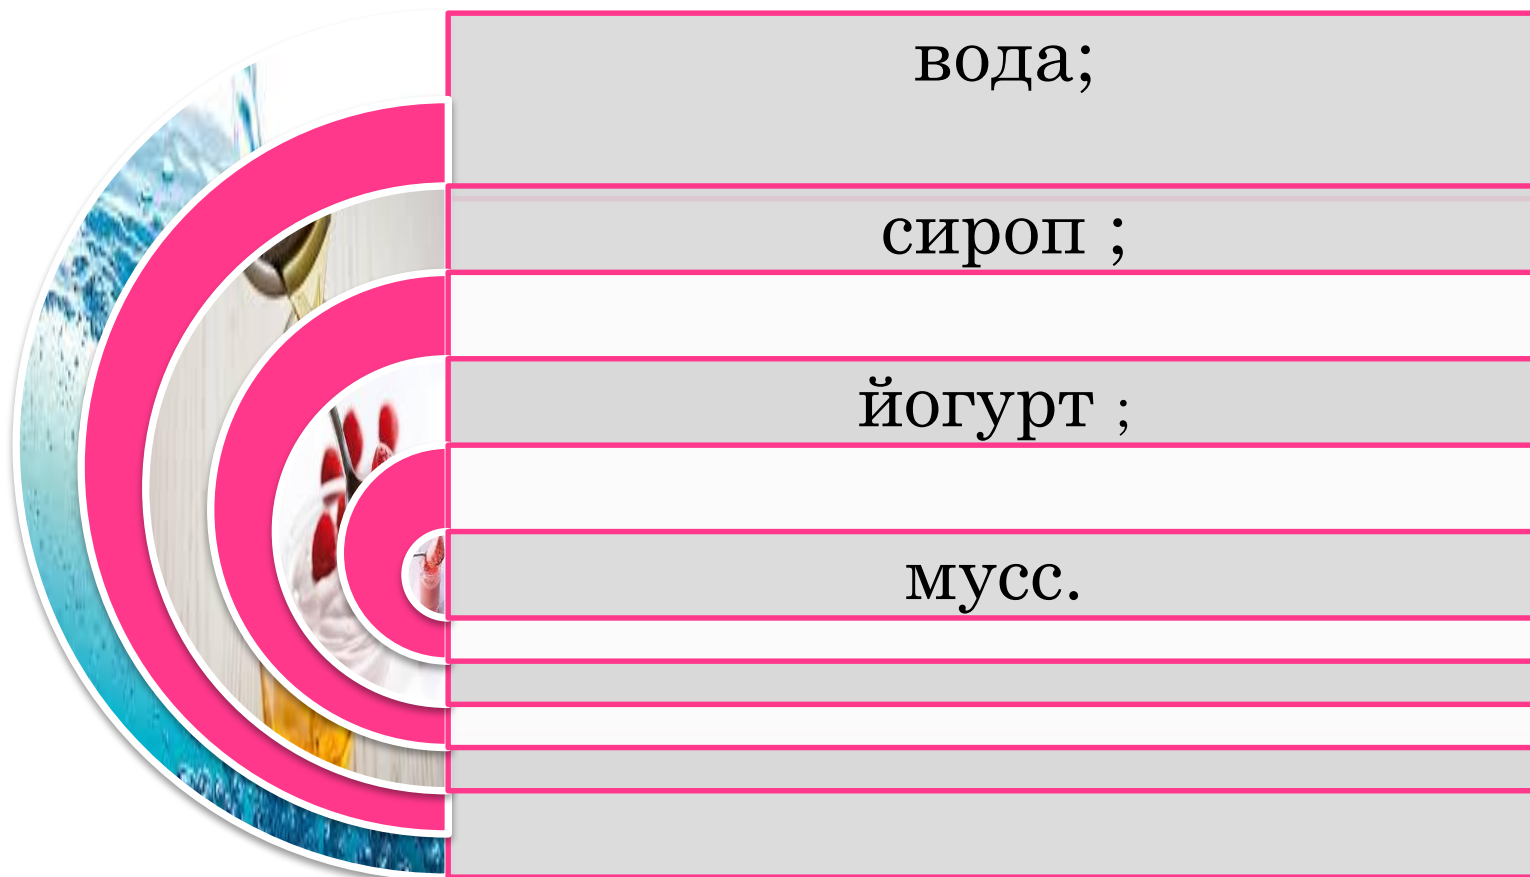 вода;
сироп ;
йогурт ;
мусс.